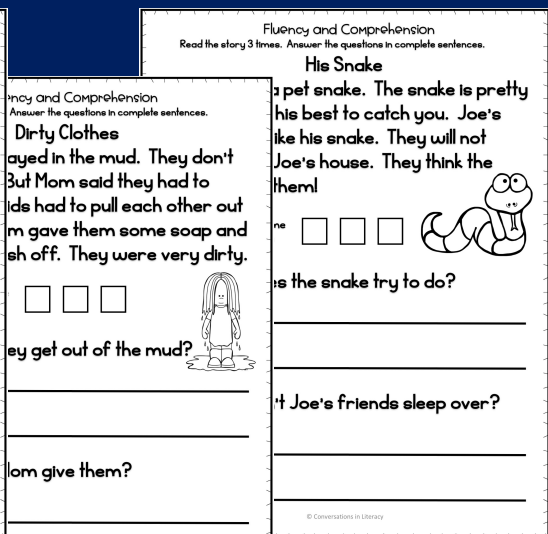 Fluency and Comprehension
Read the story 3 times. Answer the questions in complete sentences.
His Snake
pet snake. The snake is pretty
his best to catch you. Joe's
his snake. They will not
Joe's house. They think the
them!
es the snake try to do?
't Joe's friends sleep over?
© Conversations in Literacy
and Comprehension
Answer the questions in complete sentences.
Dirty Clothes
ayed in the mud. They don't
But Mom said they had to
ids had to pull each other out
gave them some soap and
sh off. They were very dirty.
ey get out of the mud?
give them?